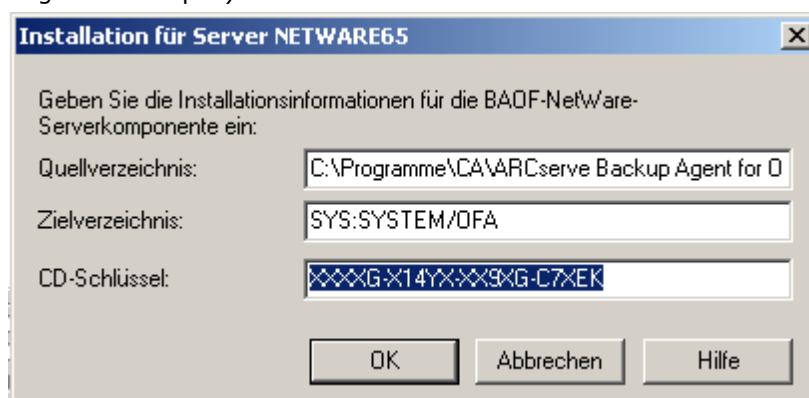 Installation für Server NETWARE65
Geben Sie die Installationsinformationen für die BAOF-NetWare-
Serverkomponente ein:
Quellverzeichnis: C:\Programme\CA\ARCserve Backup Agent for O
Zielverzeichnis: SYS:SYSTEM/OFA
CD-Schlüssel: XXXXG-X14YX-XX9XG-C7XEK
OK Abbrechen Hilfe